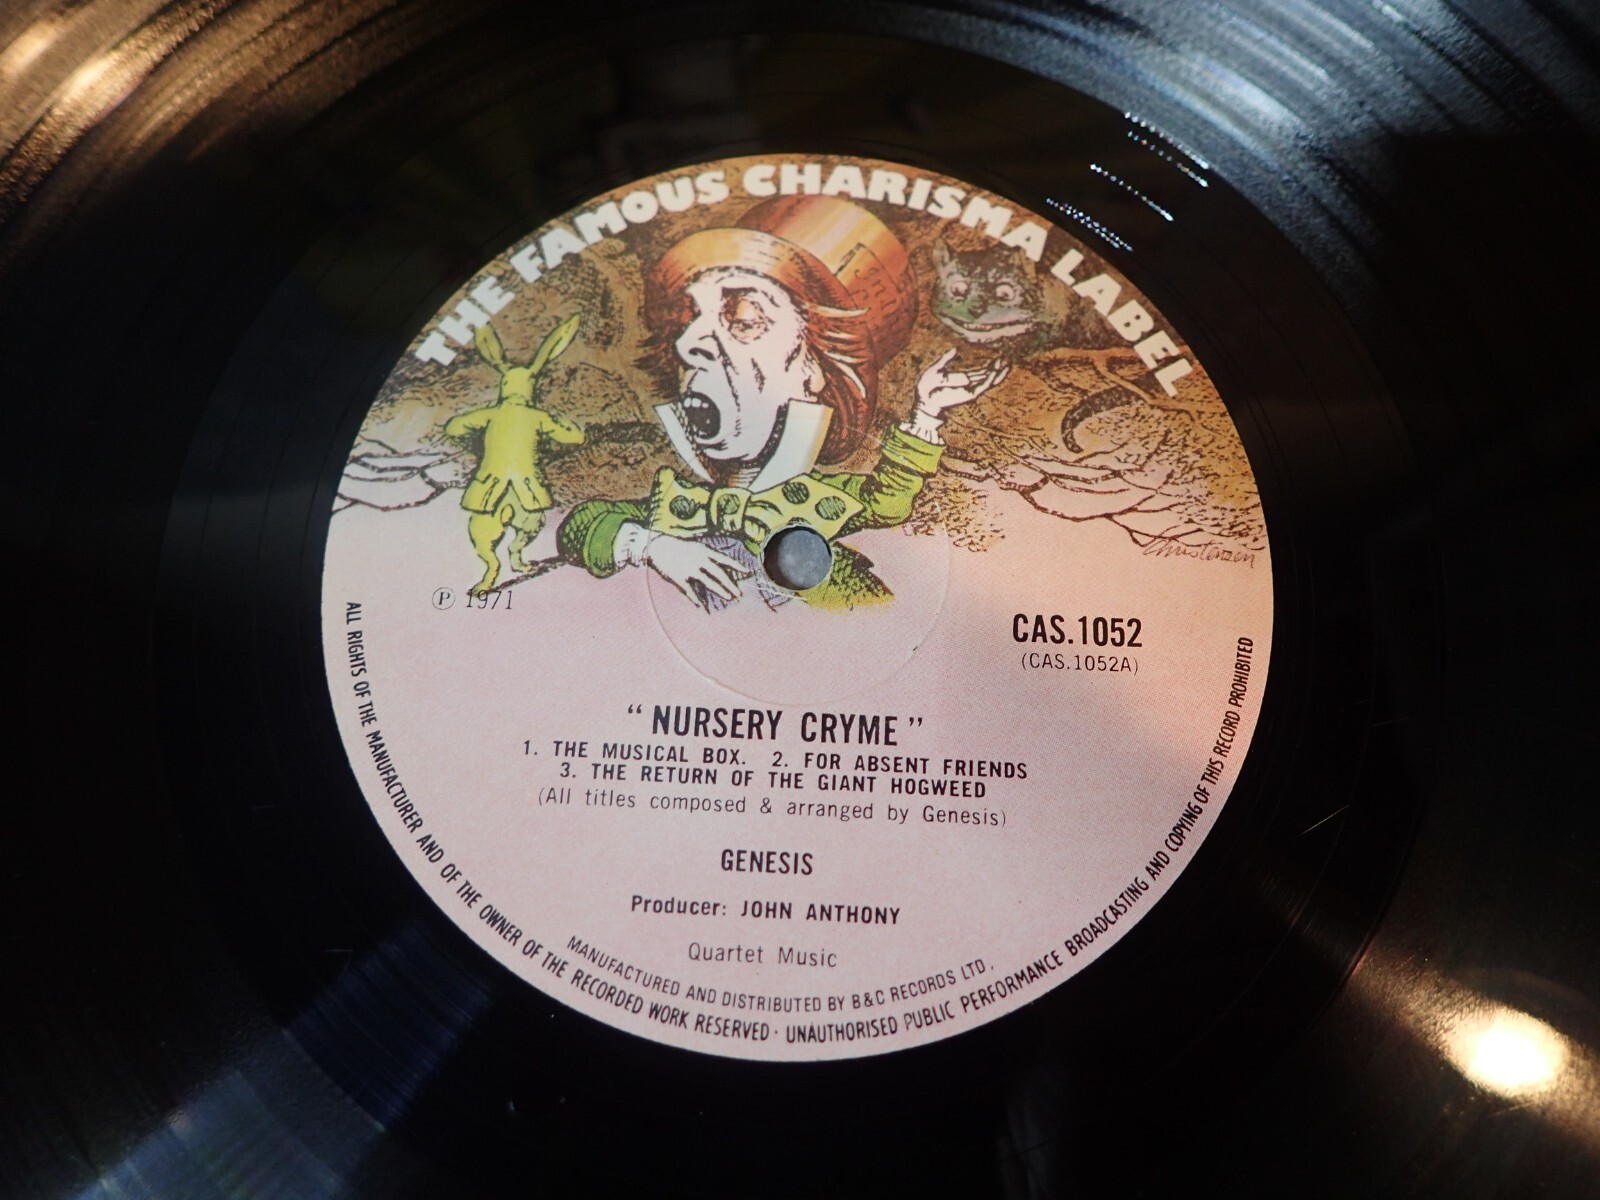 THE FAMOUS CHARISMA LABEL
Christensen
℗ 1971
CAS.1052
(CAS.1052A)
“NURSERY CRYME”
1. THE MUSICAL BOX. 2. FOR ABSENT FRIENDS
3. THE RETURN OF THE GIANT HOGWEED
(All titles composed & arranged by Genesis)
GENESIS
Producer: JOHN ANTHONY
Quartet Music
MANUFACTURED AND DISTRIBUTED BY B&C RECORDS LTD.
ALL RIGHTS OF THE MANUFACTURER AND OF THE OWNER OF THE RECORDED WORK RESERVED · UNAUTHORISED PUBLIC PERFORMANCE BROADCASTING AND COPYING OF THIS RECORD PROHIBITED